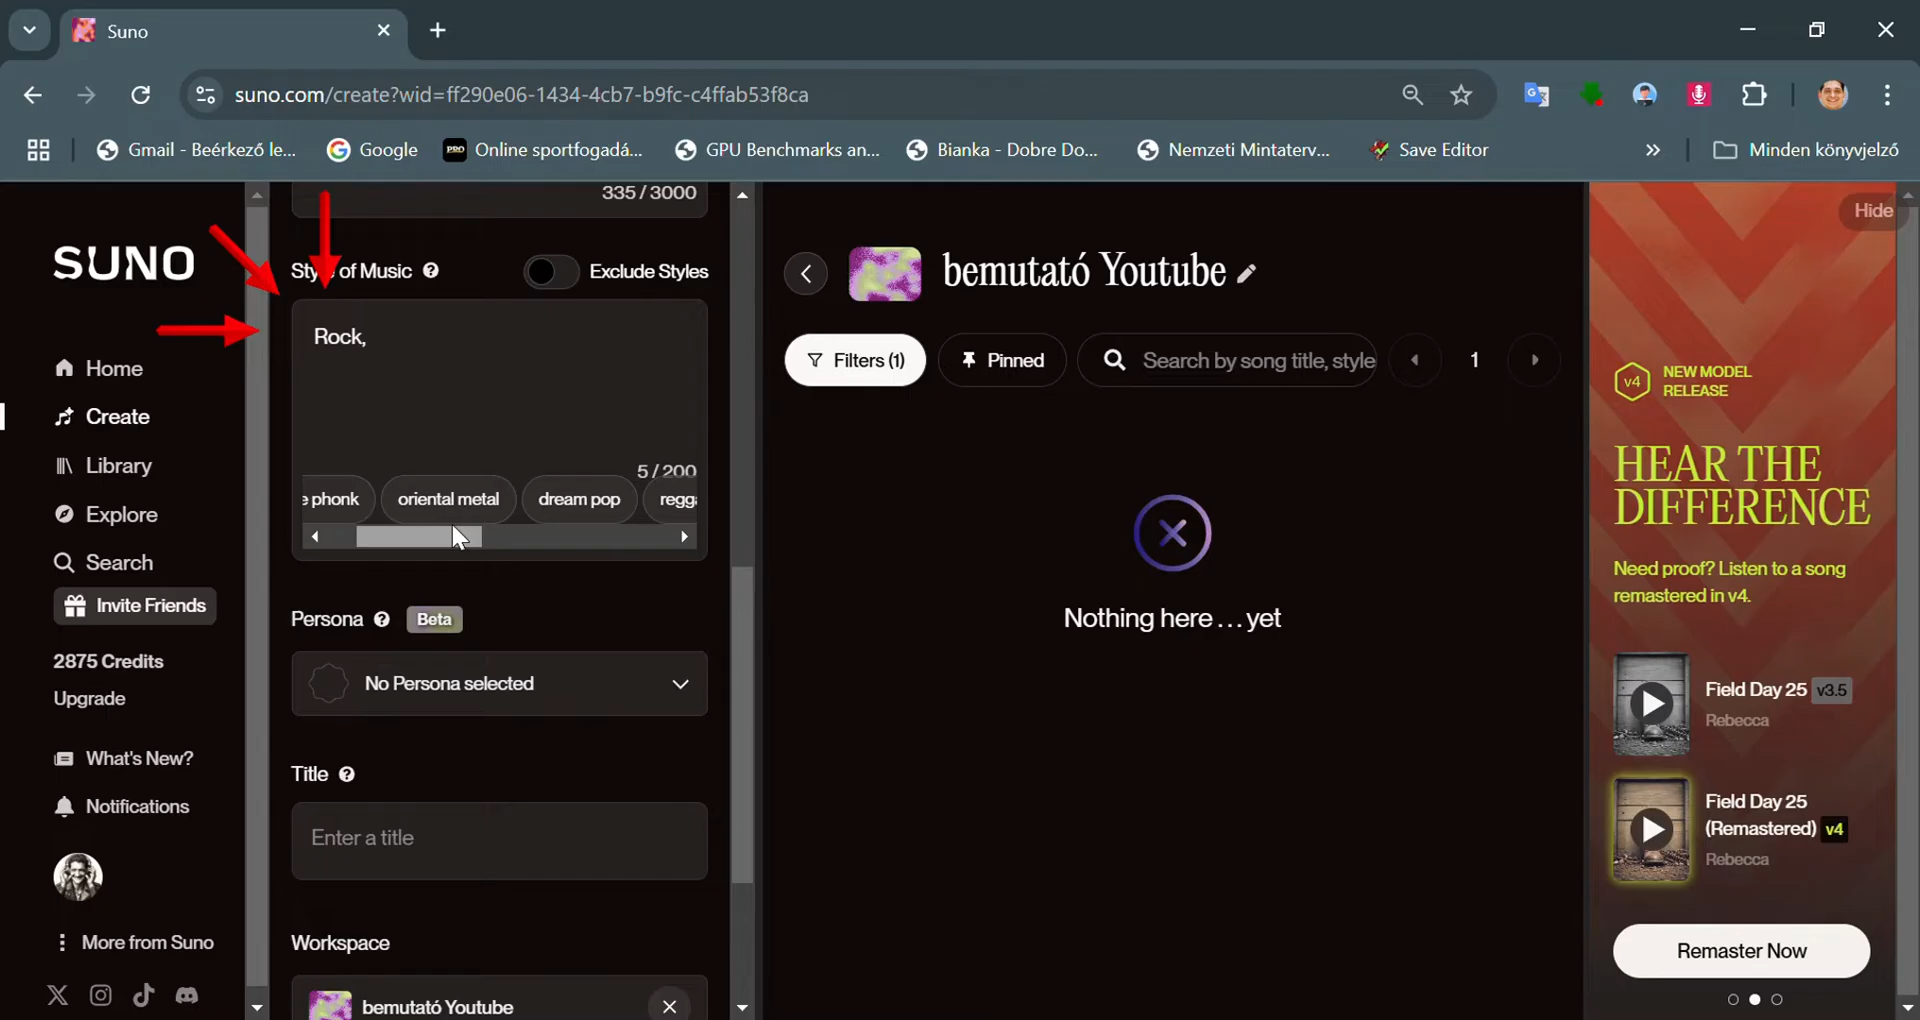 Suno
suno.com/create?wid=ff290e06-1434-4cb7-b9fc-c4ffab53f8ca
Gmail - Beérkező le...
Google
PRO
Online sportfogadá...
GPU Benchmarks an...
Bianka - Dobre Do...
Nemzeti Mintaterv...
Save Editor
»
Minden könyvjelző
SUNO
Home
Create
Library
Explore
Search
Invite Friends
2875 Credits
Upgrade
What's New?
Notifications
More from Suno
335 / 3000
Style of Music
Exclude Styles
Rock,
5 / 200
e phonk
oriental metal
dream pop
regga
Persona
Beta
No Persona selected
Title
Enter a title
Workspace
bemutató Youtube
bemutató Youtube
Filters (1)
Pinned
Search by song title, style
1
Nothing here...yet
Hide
v4
NEW MODEL
RELEASE
HEAR THE
DIFFERENCE
Need proof? Listen to a song
remastered in v4.
Field Day 25 v3.5
Rebecca
Field Day 25
(Remastered) v4
Rebecca
Remaster Now